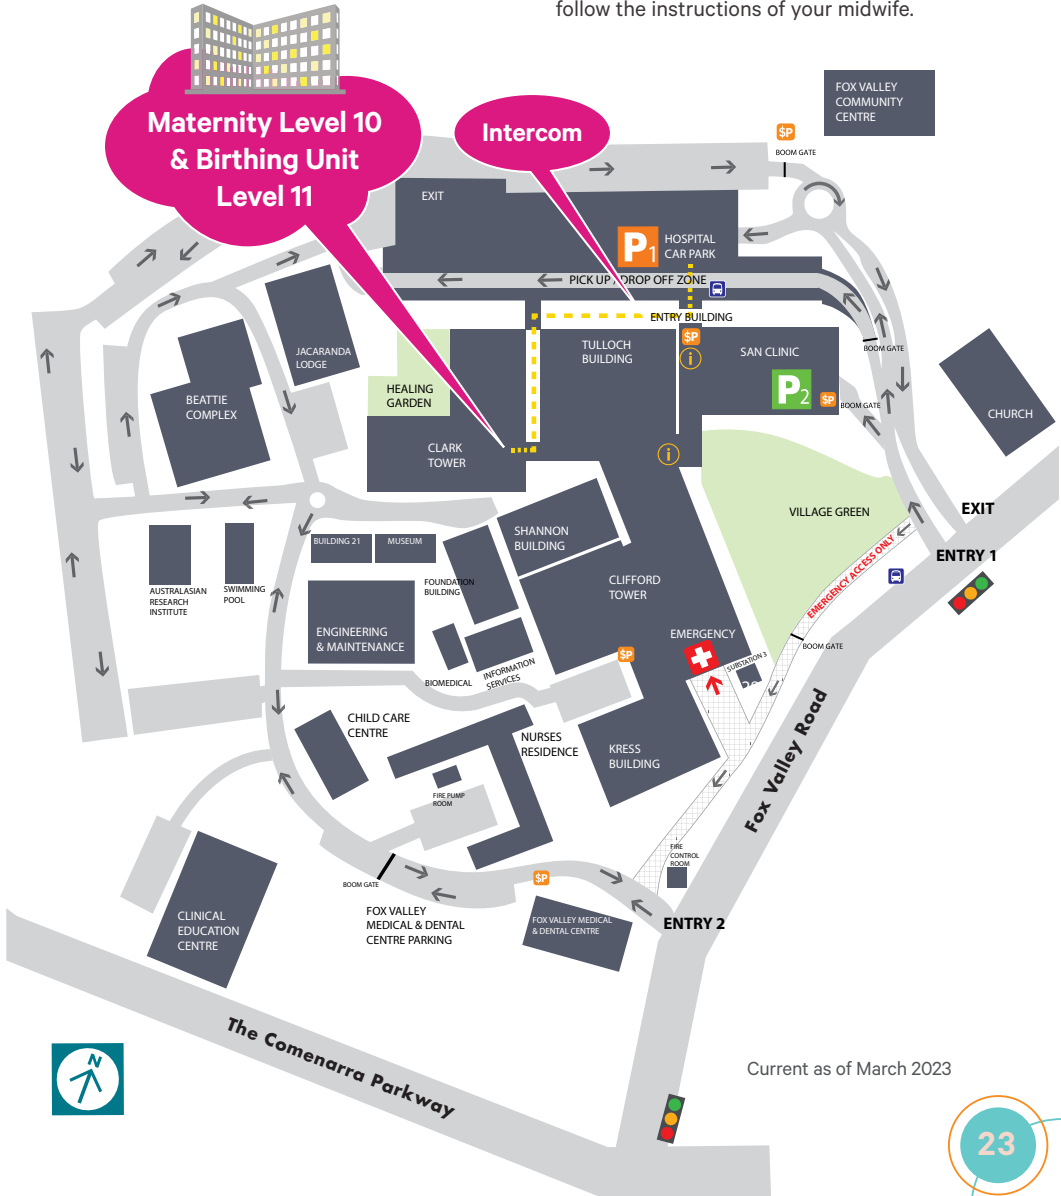 follow the instructions of your midwife.
Maternity Level 10
& Birthing Unit
Level 11
Intercom
FOX VALLEY
COMMUNITY
CENTRE
$P
BOOM GATE
EXIT
P1
HOSPITAL
CAR PARK
PICK UP / DROP OFF ZONE
ENTRY BUILDING
JACARANDA
LODGE
TULLOCH
BUILDING
$P
i
SAN CLINIC
BOOM GATE
P2
$P
BOOM GATE
HEALING
GARDEN
BEATTIE
COMPLEX
CHURCH
CLARK
TOWER
i
VILLAGE GREEN
EXIT
ENTRY 1
EMERGENCY ACCESS ONLY
BOOM GATE
SHANNON
BUILDING
BUILDING 21
MUSEUM
FOUNDATION
BUILDING
CLIFFORD
TOWER
AUSTRALASIAN
RESEARCH
INSTITUTE
SWIMMING
POOL
ENGINEERING
& MAINTENANCE
EMERGENCY
SUBSTATION 3
$P
BIOMEDICAL
INFORMATION
SERVICES
CHILD CARE
CENTRE
NURSES
RESIDENCE
KRESS
BUILDING
Fox Valley Road
FIRE PUMP
ROOM
FIRE
CONTROL
ROOM
BOOM GATE
$P
FOX VALLEY
MEDICAL & DENTAL
CENTRE PARKING
FOX VALLEY MEDICAL
& DENTAL CENTRE
ENTRY 2
CLINICAL
EDUCATION
CENTRE
The Comenarra Parkway
N
Current as of March 2023
23